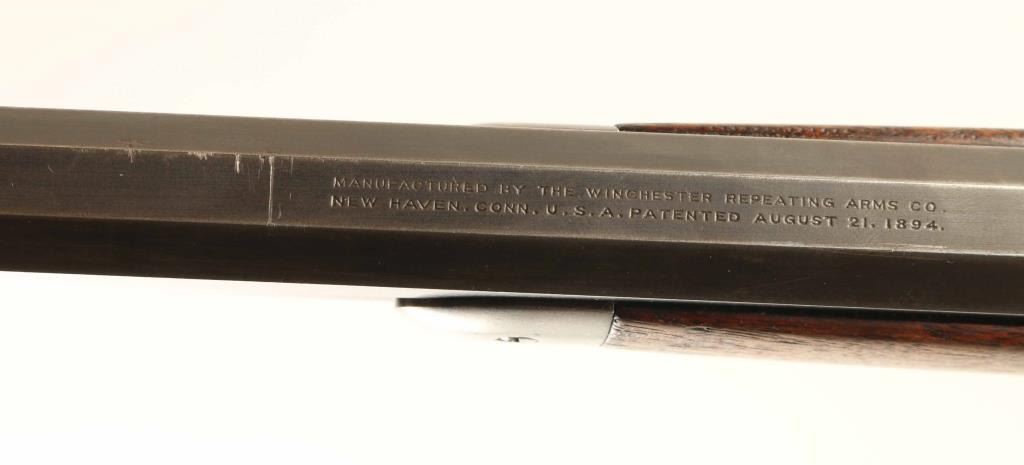 MANUFACTURED BY THE WINCHESTER REPEATING ARMS CO.
NEW HAVEN. CONN. U.S.A. PATENTED AUGUST 21, 1894.